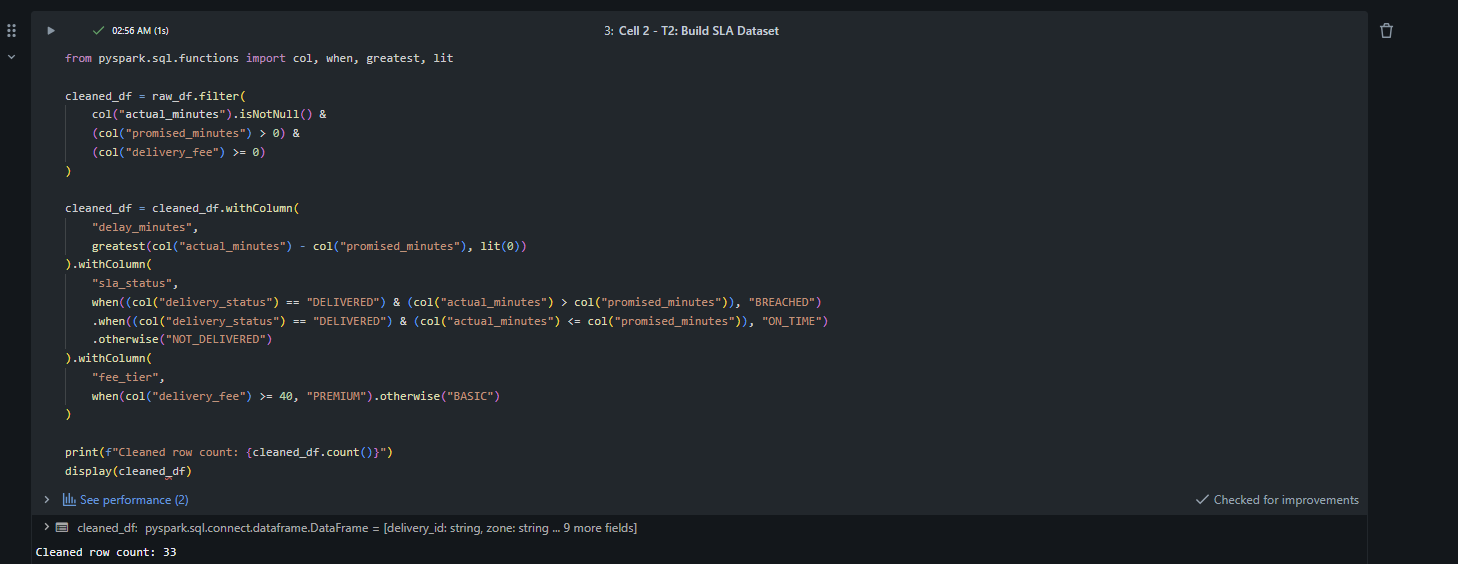 02:56 AM (1s)
3: Cell 2 - T2: Build SLA Dataset
from pyspark.sql.functions import col, when, greatest, lit
cleaned_df = raw_df.filter(
    col("actual_minutes").isNotNull() &
    (col("promised_minutes") > 0) &
    (col("delivery_fee") >= 0)
)
cleaned_df = cleaned_df.withColumn(
    "delay_minutes",
    greatest(col("actual_minutes") - col("promised_minutes"), lit(0))
).withColumn(
    "sla_status",
    when((col("delivery_status") == "DELIVERED") & (col("actual_minutes") > col("promised_minutes")), "BREACHED")
    .when((col("delivery_status") == "DELIVERED") & (col("actual_minutes") <= col("promised_minutes")), "ON_TIME")
    .otherwise("NOT_DELIVERED")
).withColumn(
    "fee_tier",
    when(col("delivery_fee") >= 40, "PREMIUM").otherwise("BASIC")
)
print(f"Cleaned row count: {cleaned_df.count()}")
display(cleaned_df)
See performance (2)
Checked for improvements
cleaned_df: pyspark.sql.connect.dataframe.DataFrame = [delivery_id: string, zone: string ... 9 more fields]
Cleaned row count: 33